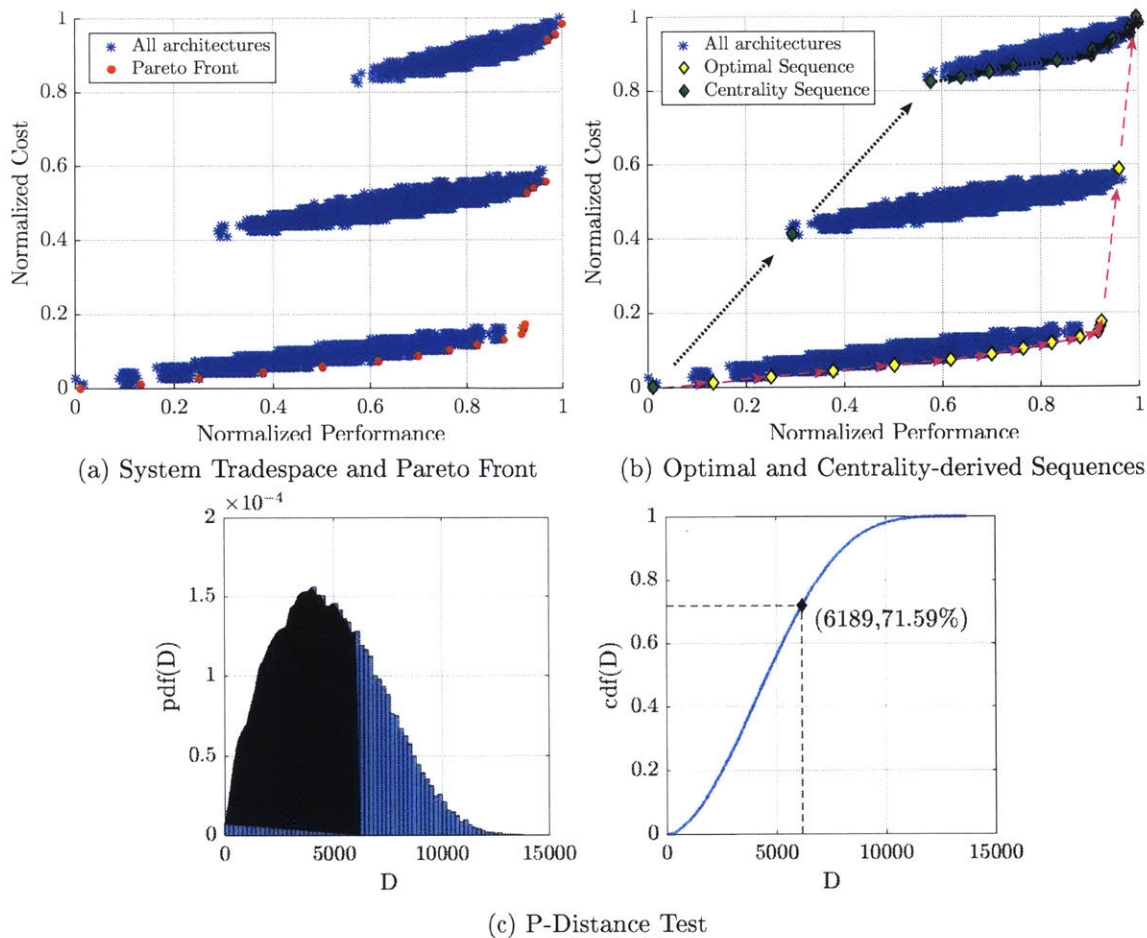 1
0.8
0.6
0.4
0.2
0
Normalized Cost
All architectures
Pareto Front
0
0.2
0.4
0.6
0.8
1
Normalized Performance
(a) System Tradespace and Pareto Front
1
0.8
0.6
0.4
0.2
0
Normalized Cost
All architectures
Optimal Sequence
Centrality Sequence
0
0.2
0.4
0.6
0.8
1
Normalized Performance
(b) Optimal and Centrality-derived Sequences
×10⁻⁴
2
1.5
1
0.5
0
pdf(D)
0
5000
10000
15000
D
1
0.8
0.6
0.4
0.2
0
cdf(D)
(6189,71.59%)
0
5000
10000
15000
D
(c) P-Distance Test